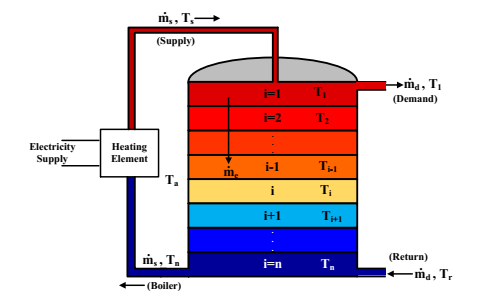 ṁs , Ts
(Supply)
i=1 T1
ṁd , T1
(Demand)
i=2 T2
Electricity
Supply
Heating
Element
i-1 Ti-1
ṁe
Ta
i Ti
i+1 Ti+1
ṁs , Tn
(Boiler)
i=n Tn
(Return)
ṁd , Tr